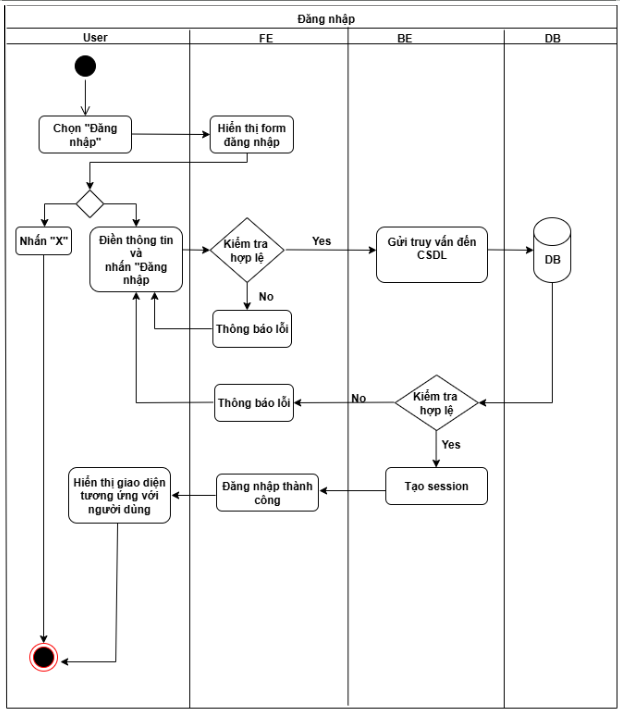 Đăng nhập
User
FE
BE
DB
Chọn "Đăng
nhập"
Hiển thị form
đăng nhập
Nhấn "X"
Điền thông tin
và
nhấn "Đăng
nhập
Kiểm tra
hợp lệ
Yes
Gửi truy vấn đến
CSDL
DB
No
Thông báo lỗi
Thông báo lỗi
No
Kiểm tra
hợp lệ
Yes
Hiển thị giao diện
tương ứng với
người dùng
Đăng nhập thành
công
Tạo session